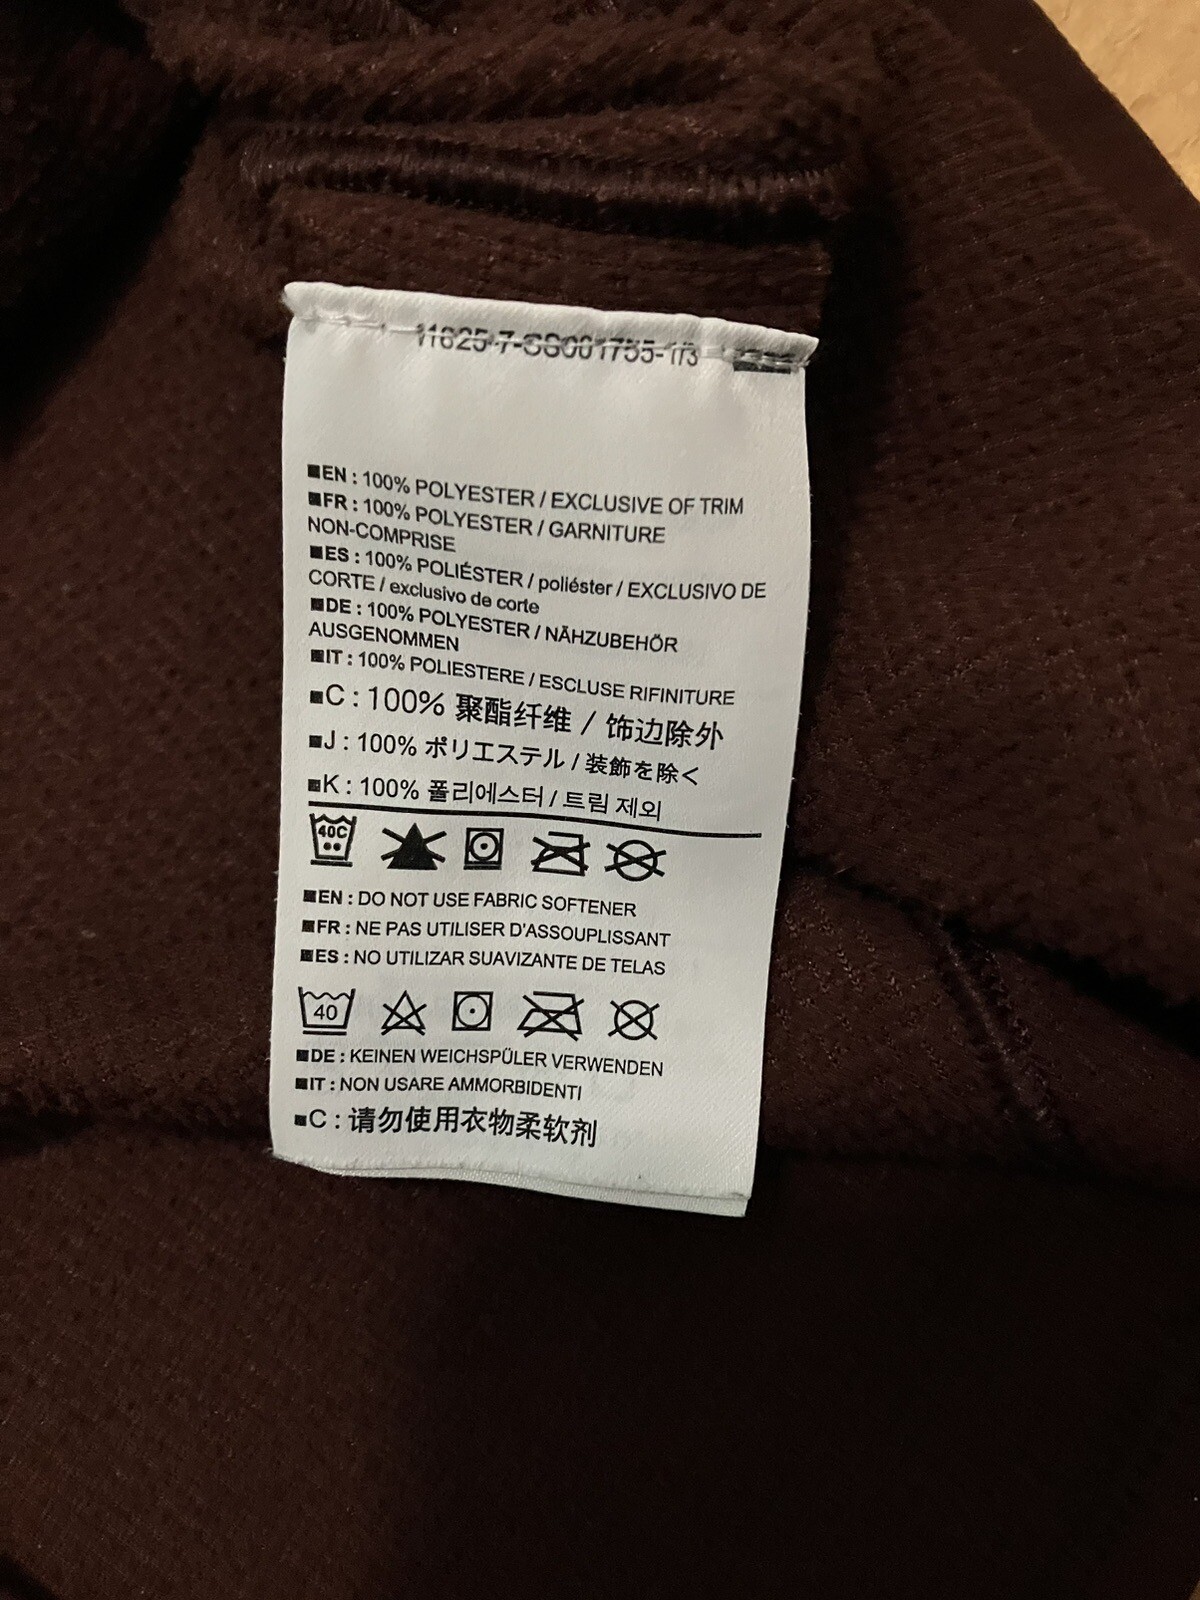 11625-7-SS001755-1/3
■EN : 100% POLYESTER / EXCLUSIVE OF TRIM
■FR : 100% POLYESTER / GARNITURE
NON-COMPRISE
■ES : 100% POLIÉSTER / poliéster / EXCLUSIVO DE
CORTE / exclusivo de corte
■DE : 100% POLYESTER / NÄHZUBEHÖR
AUSGENOMMEN
■IT : 100% POLIESTERE / ESCLUSE RIFINITURE
■C : 100% 聚酯纤维 / 饰边除外
■J : 100% ポリエステル / 装飾を除く
■K : 100% 폴리에스터 / 트림 제외
40C
■EN : DO NOT USE FABRIC SOFTENER
■FR : NE PAS UTILISER D'ASSOUPLISSANT
■ES : NO UTILIZAR SUAVIZANTE DE TELAS
40
■DE : KEINEN WEICHSPÜLER VERWENDEN
■IT : NON USARE AMMORBIDENTI
■C : 请勿使用衣物柔软剂